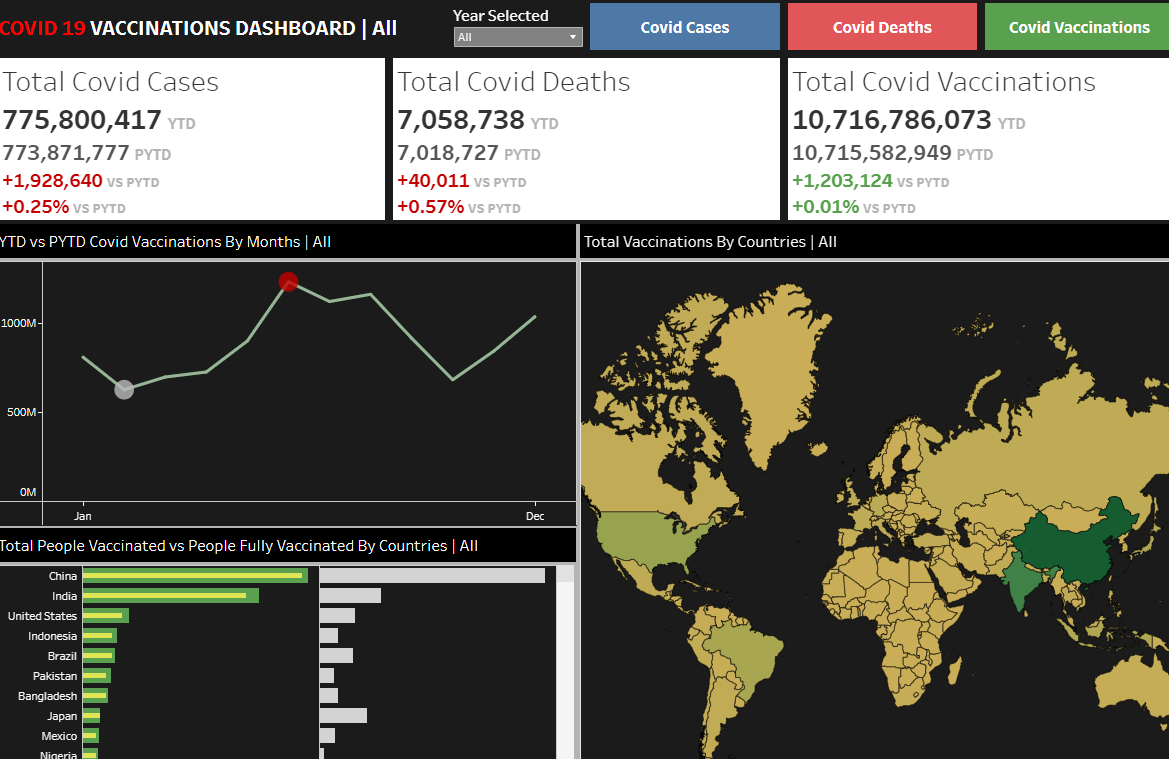 COVID 19 VACCINATIONS DASHBOARD | All
Year Selected
All
Covid Cases
Covid Deaths
Covid Vaccinations
Total Covid Cases
775,800,417 YTD
773,871,777 PYTD
+1,928,640 VS PYTD
+0.25% VS PYTD
Total Covid Deaths
7,058,738 YTD
7,018,727 PYTD
+40,011 VS PYTD
+0.57% VS PYTD
Total Covid Vaccinations
10,716,786,073 YTD
10,715,582,949 PYTD
+1,203,124 VS PYTD
+0.01% VS PYTD
YTD vs PYTD Covid Vaccinations By Months | All
1000M
500M
0M
Jan
Dec
Total Vaccinations By Countries | All
Total People Vaccinated vs People Fully Vaccinated By Countries | All
China
India
United States
Indonesia
Brazil
Pakistan
Bangladesh
Japan
Mexico
Nigeria